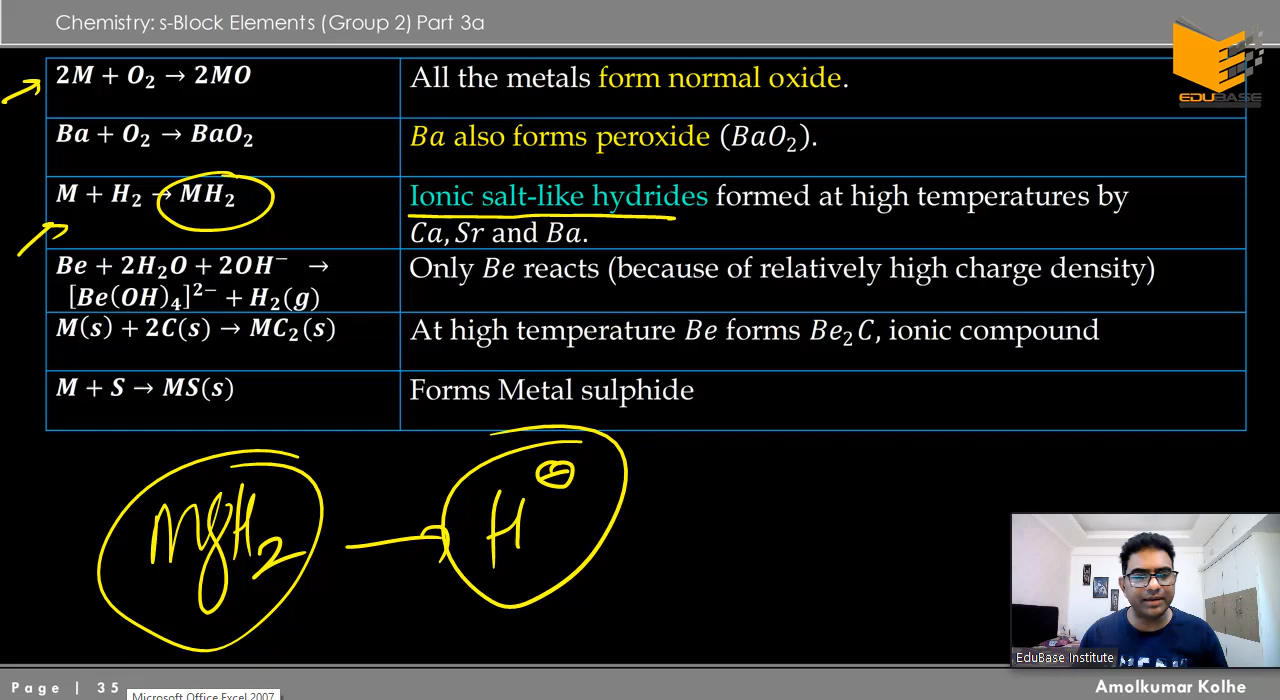 Chemistry: s-Block Elements (Group 2) Part 3a
EDUBASE
2M + O₂ → 2MO
All the metals form normal oxide.
Ba + O₂ → BaO₂
Ba also forms peroxide (BaO₂).
M + H₂ → MH₂
Ionic salt-like hydrides formed at high temperatures by
Ca, Sr and Ba.
Be + 2H₂O + 2OH⁻ →
[Be(OH)₄]²⁻ + H₂(g)
Only Be reacts (because of relatively high charge density)
M(s) + 2C(s) → MC₂(s)
At high temperature Be forms Be₂C, ionic compound
M + S → MS(s)
Forms Metal sulphide
MgH₂ → H⊖
EduBase Institute
Page | 35
Microsoft Office Excel 2007
Amolkumar Kolhe